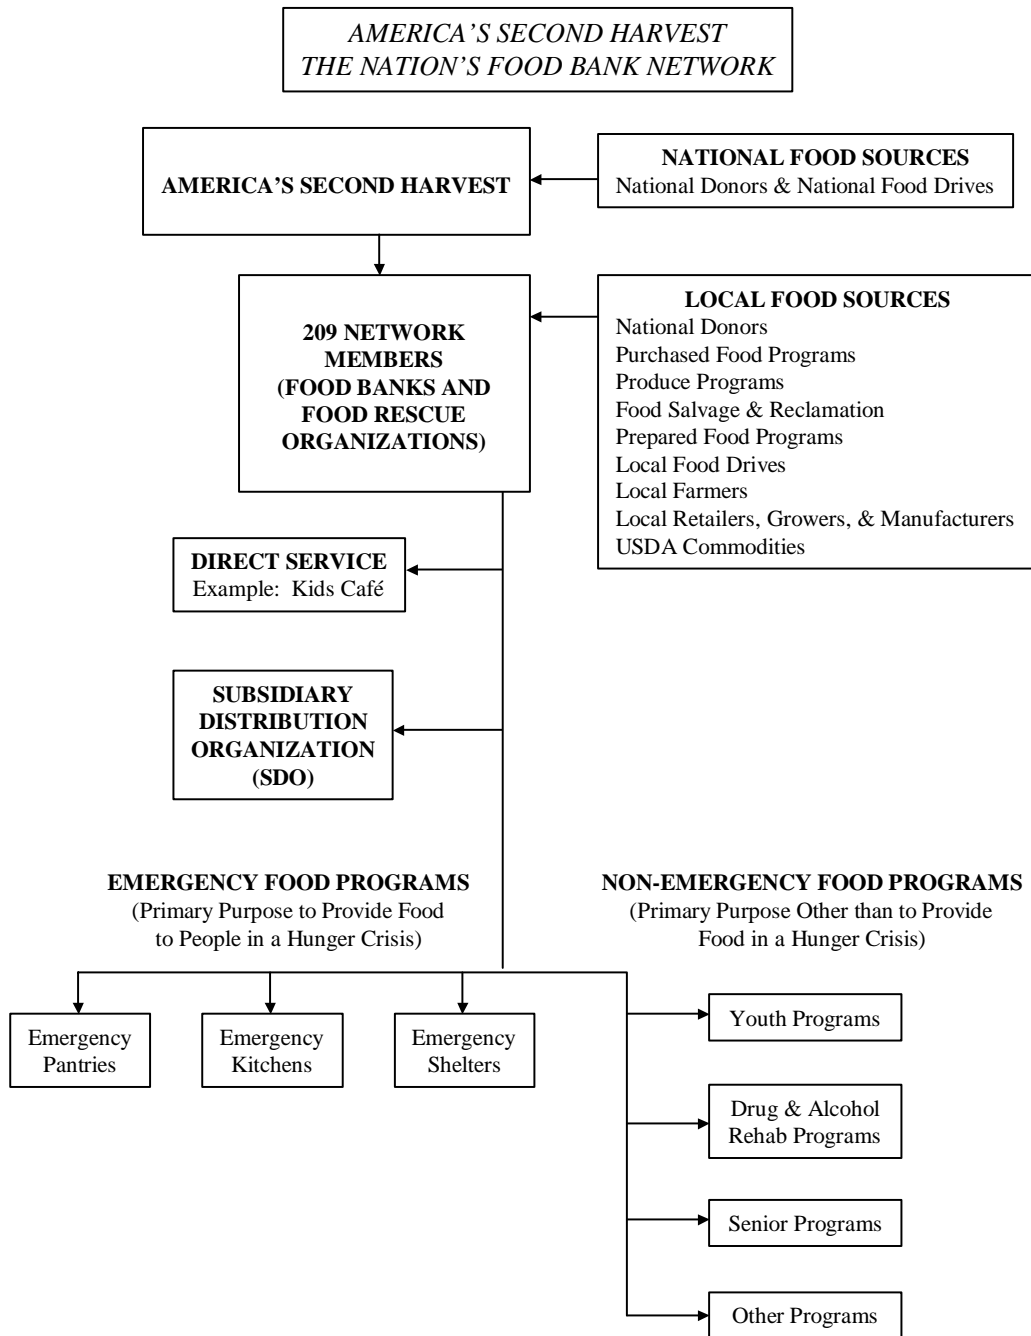 AMERICA'S SECOND HARVEST
THE NATION'S FOOD BANK NETWORK
AMERICA'S SECOND HARVEST
NATIONAL FOOD SOURCES
National Donors & National Food Drives
209 NETWORK
MEMBERS
(FOOD BANKS AND
FOOD RESCUE
ORGANIZATIONS)
LOCAL FOOD SOURCES
National Donors
Purchased Food Programs
Produce Programs
Food Salvage & Reclamation
Prepared Food Programs
Local Food Drives
Local Farmers
Local Retailers, Growers, & Manufacturers
USDA Commodities
DIRECT SERVICE
Example:  Kids Café
SUBSIDIARY
DISTRIBUTION
ORGANIZATION
(SDO)
EMERGENCY FOOD PROGRAMS
(Primary Purpose to Provide Food
to People in a Hunger Crisis)
NON-EMERGENCY FOOD PROGRAMS
(Primary Purpose Other than to Provide
Food in a Hunger Crisis)
Emergency
Pantries
Emergency
Kitchens
Emergency
Shelters
Youth Programs
Drug & Alcohol
Rehab Programs
Senior Programs
Other Programs